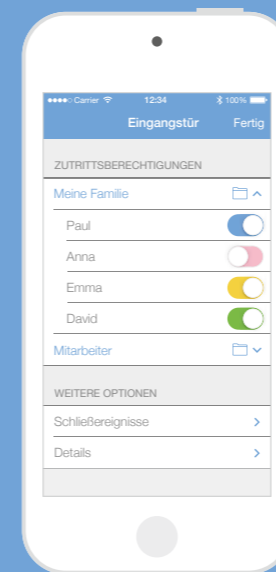 Carrier 12:34 100%
Eingangstür Fertig
ZUTRITTSBERECHTIGUNGEN
Meine Familie
Paul
Anna
Emma
David
Mitarbeiter
WEITERE OPTIONEN
Schließereignisse
Details